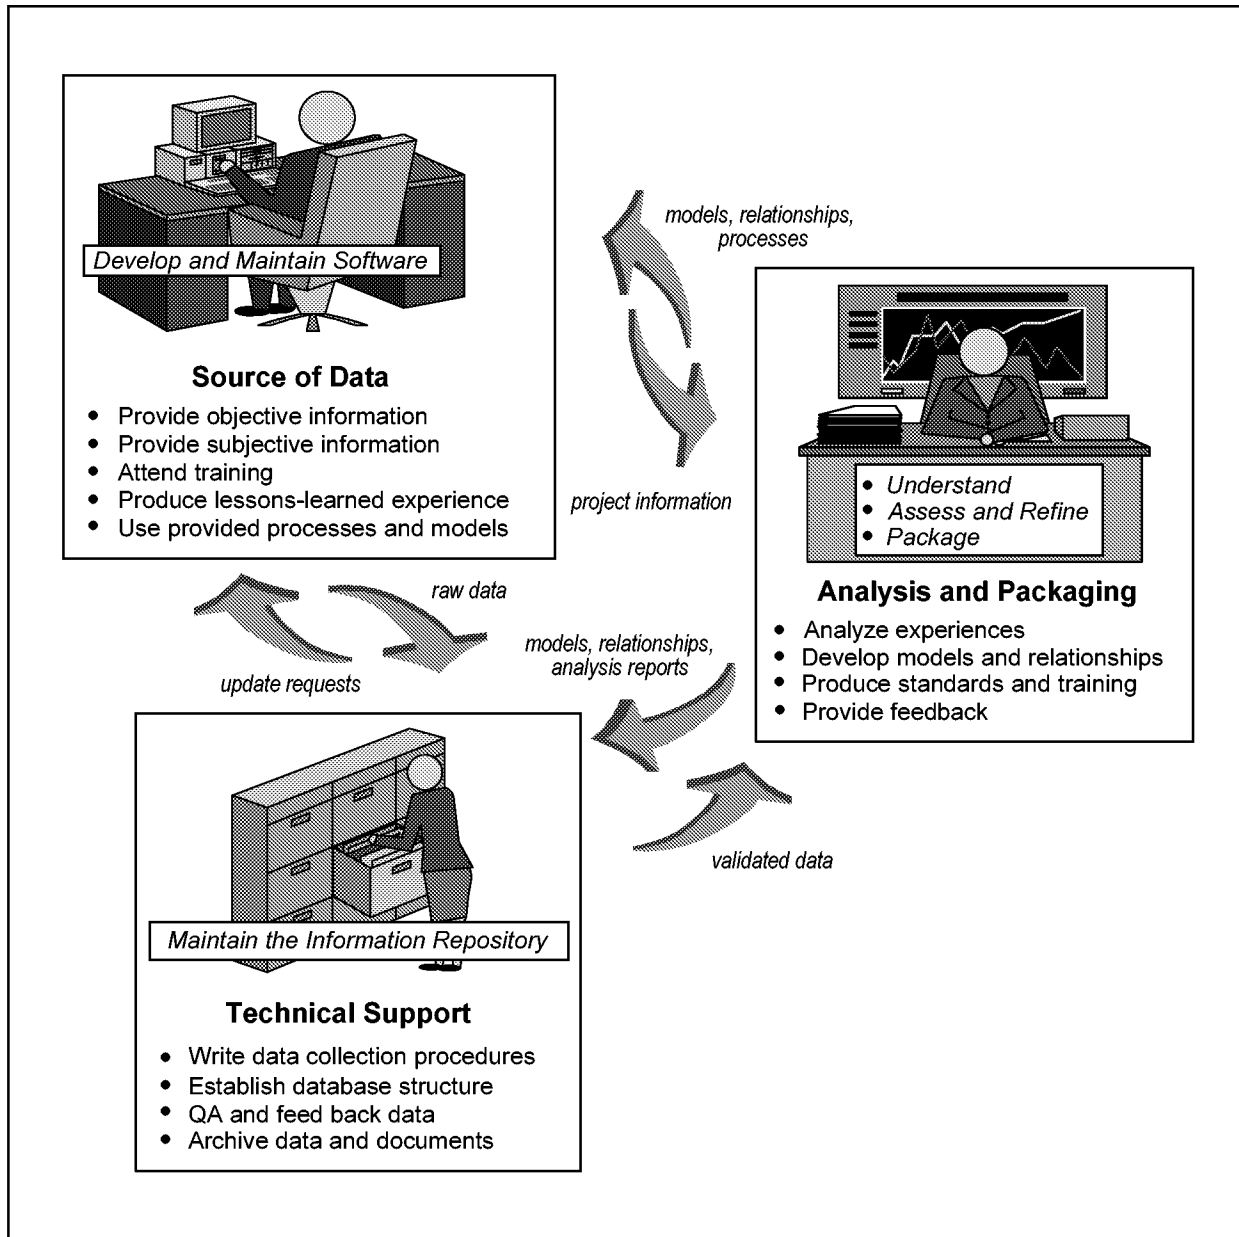 Develop and Maintain Software
Source of Data
• Provide objective information
• Provide subjective information
• Attend training
• Produce lessons-learned experience
• Use provided processes and models
models, relationships,
processes
project information
• Understand
• Assess and Refine
• Package
Analysis and Packaging
• Analyze experiences
• Develop models and relationships
• Produce standards and training
• Provide feedback
raw data
update requests
models, relationships,
analysis reports
validated data
Maintain the Information Repository
Technical Support
• Write data collection procedures
• Establish database structure
• QA and feed back data
• Archive data and documents